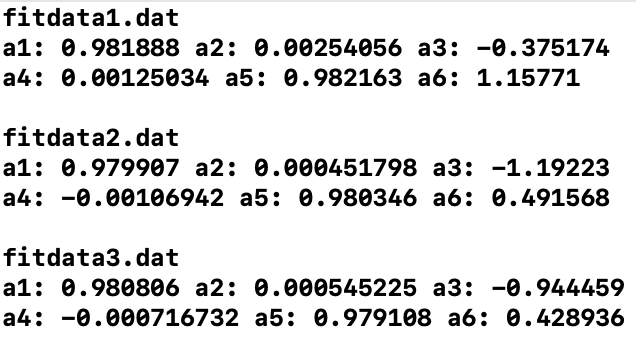 fitdata1.dat
a1: 0.981888 a2: 0.00254056 a3: -0.375174
a4: 0.00125034 a5: 0.982163 a6: 1.15771
fitdata2.dat
a1: 0.979907 a2: 0.000451798 a3: -1.19223
a4: -0.00106942 a5: 0.980346 a6: 0.491568
fitdata3.dat
a1: 0.980806 a2: 0.000545225 a3: -0.944459
a4: -0.000716732 a5: 0.979108 a6: 0.428936